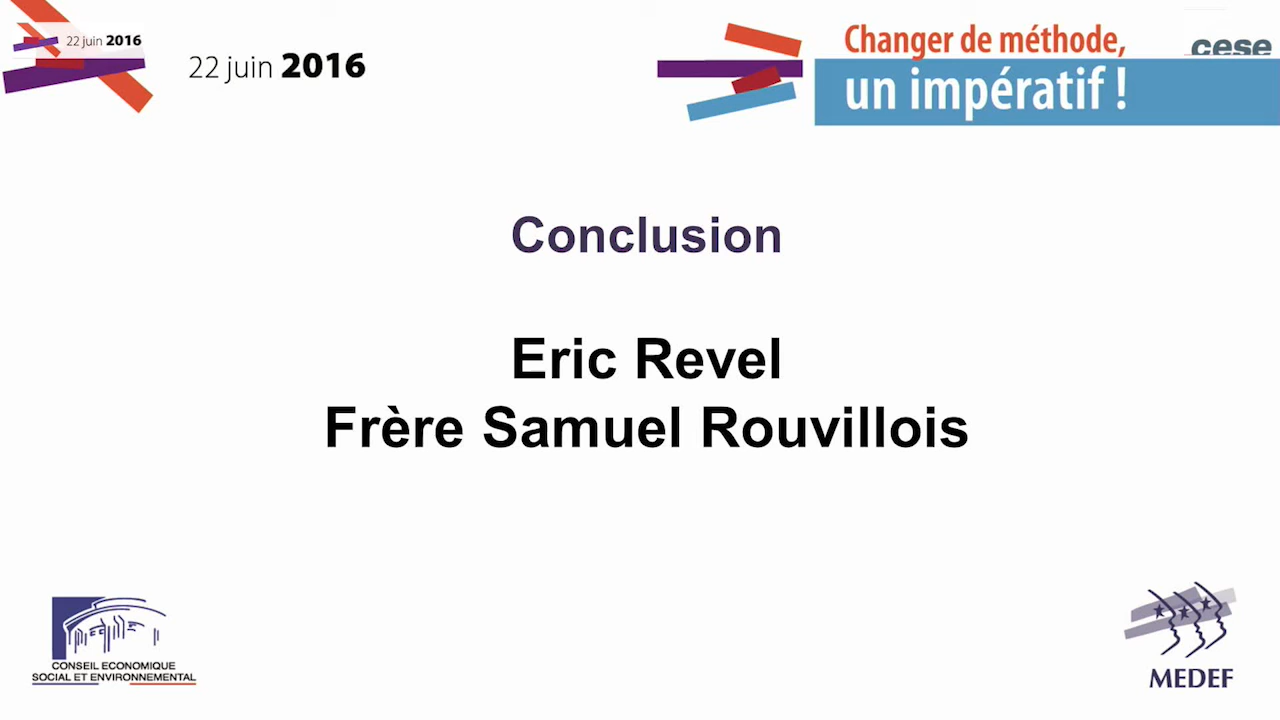 22 juin 2016
22 juin 2016
Changer de méthode,
un impératif !
cese
Conclusion
Eric Revel
Frère Samuel Rouvillois
CONSEIL ECONOMIQUE
SOCIAL ET ENVIRONNEMENTAL
MEDEF